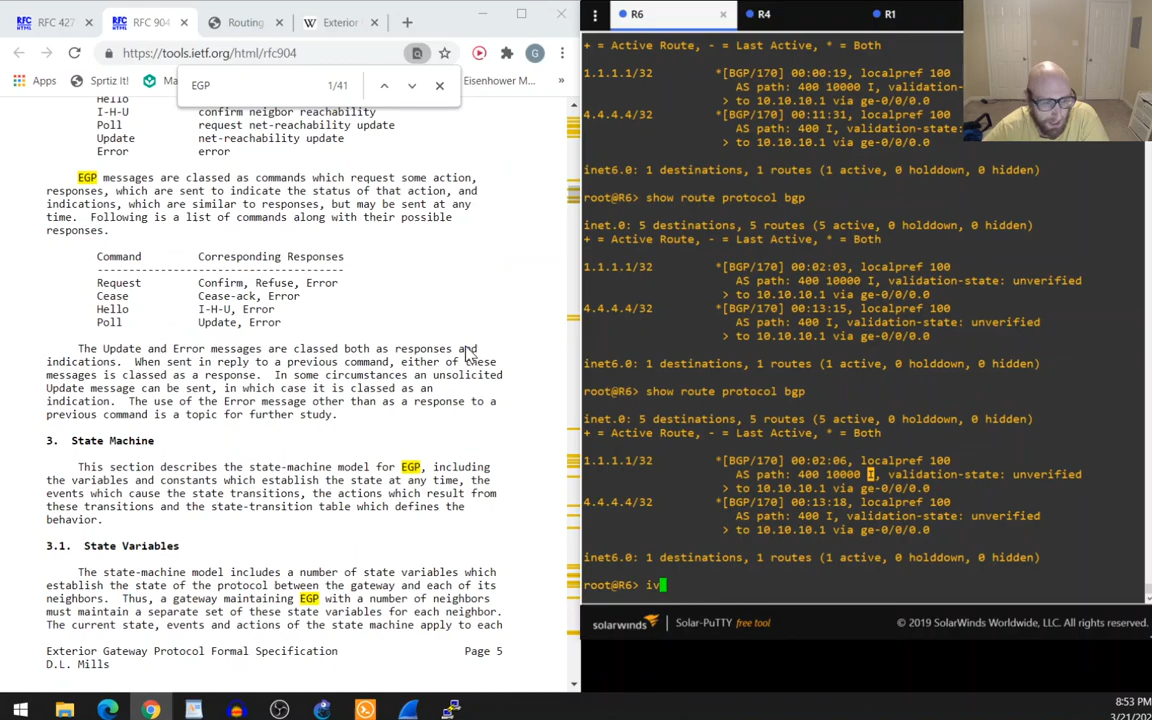 RFC 427
RFC 904
Routing
Exterior
R6
R4
R1
https://tools.ietf.org/html/rfc904
G
Apps
Sprtiz It!
Ma
Eisenhower M...
EGP
1/41
Hello
I-H-U confirm neigbor reachability
Poll request net-reachability update
Update net-reachability update
Error error
EGP messages are classed as commands which request some action,
responses, which are sent to indicate the status of that action, and
indications, which are similar to responses, but may be sent at any
time. Following is a list of commands along with their possible
responses.
Command Corresponding Responses
----------------------------------------
Request Confirm, Refuse, Error
Cease Cease-ack, Error
Hello I-H-U, Error
Poll Update, Error
The Update and Error messages are classed both as responses and
indications. When sent in reply to a previous command, either of these
messages is classed as a response. In some circumstances an unsolicited
Update message can be sent, in which case it is classed as an
indication. The use of the Error message other than as a response to a
previous command is a topic for further study.
3. State Machine
This section describes the state-machine model for EGP, including
the variables and constants which establish the state at any time, the
events which cause the state transitions, the actions which result from
these transitions and the state-transition table which defines the
behavior.
3.1. State Variables
The state-machine model includes a number of state variables which
establish the state of the protocol between the gateway and each of its
neighbors. Thus, a gateway maintaining EGP with a number of neighbors
must maintain a separate set of these state variables for each neighbor.
The current state, events and actions of the state machine apply to each
Exterior Gateway Protocol Formal Specification Page 5
D.L. Mills
+ = Active Route, - = Last Active, * = Both
1.1.1.1/32 *[BGP/170] 00:00:19, localpref 100
AS path: 400 10000 I, validation-
> to 10.10.10.1 via ge-0/0/0.0
4.4.4.4/32 *[BGP/170] 00:11:31, localpref 100
AS path: 400 I, validation-state:
> to 10.10.10.1 via ge-0/0/0.0
inet6.0: 1 destinations, 1 routes (1 active, 0 holddown, 0 hidden)
root@R6> show route protocol bgp
inet.0: 5 destinations, 5 routes (5 active, 0 holddown, 0 hidden)
+ = Active Route, - = Last Active, * = Both
1.1.1.1/32 *[BGP/170] 00:02:03, localpref 100
AS path: 400 10000 I, validation-state: unverified
> to 10.10.10.1 via ge-0/0/0.0
4.4.4.4/32 *[BGP/170] 00:13:15, localpref 100
AS path: 400 I, validation-state: unverified
> to 10.10.10.1 via ge-0/0/0.0
inet6.0: 1 destinations, 1 routes (1 active, 0 holddown, 0 hidden)
root@R6> show route protocol bgp
inet.0: 5 destinations, 5 routes (5 active, 0 holddown, 0 hidden)
+ = Active Route, - = Last Active, * = Both
1.1.1.1/32 *[BGP/170] 00:02:06, localpref 100
AS path: 400 10000 I, validation-state: unverified
> to 10.10.10.1 via ge-0/0/0.0
4.4.4.4/32 *[BGP/170] 00:13:18, localpref 100
AS path: 400 I, validation-state: unverified
> to 10.10.10.1 via ge-0/0/0.0
inet6.0: 1 destinations, 1 routes (1 active, 0 holddown, 0 hidden)
root@R6> iv
solarwinds Solar-PuTTY free tool © 2019 SolarWinds Worldwide, LLC. All rights reserved.
8:53 PM
3/21/202